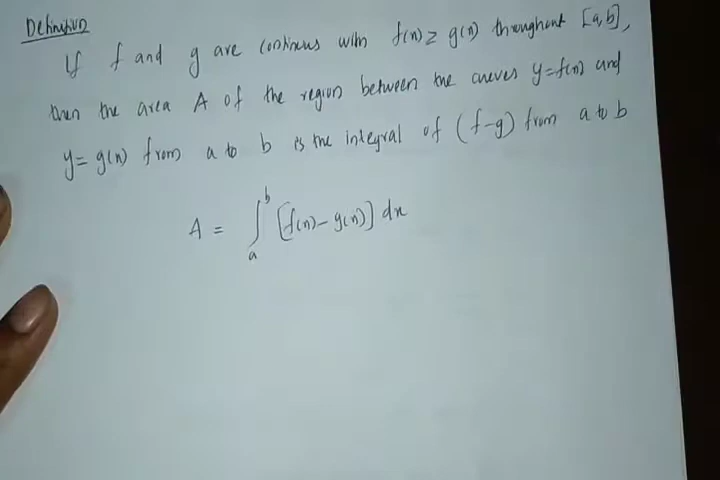 Definition
If f and g are continuous with f(x) ≥ g(x) throughout [a,b],
then the area A of the region between the curves y=f(x) and
y= g(x) from a to b is the integral of (f-g) from a to b
A = ∫_a^b [f(x)-g(x)] dx